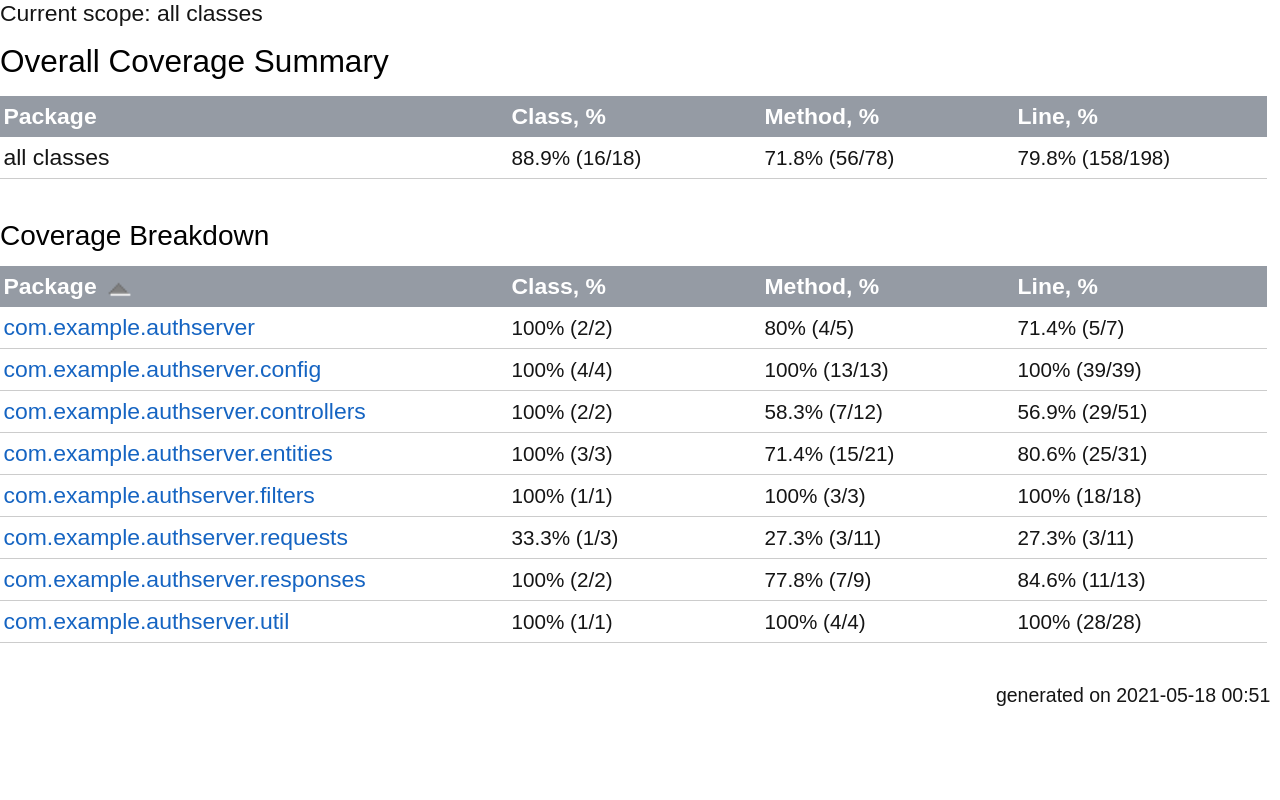 Current scope: all classes
Overall Coverage Summary
Package Class, % Method, % Line, %
all classes 88.9% (16/18) 71.8% (56/78) 79.8% (158/198)
Coverage Breakdown
Package Class, % Method, % Line, %
com.example.authserver 100% (2/2) 80% (4/5) 71.4% (5/7)
com.example.authserver.config 100% (4/4) 100% (13/13) 100% (39/39)
com.example.authserver.controllers 100% (2/2) 58.3% (7/12) 56.9% (29/51)
com.example.authserver.entities 100% (3/3) 71.4% (15/21) 80.6% (25/31)
com.example.authserver.filters 100% (1/1) 100% (3/3) 100% (18/18)
com.example.authserver.requests 33.3% (1/3) 27.3% (3/11) 27.3% (3/11)
com.example.authserver.responses 100% (2/2) 77.8% (7/9) 84.6% (11/13)
com.example.authserver.util 100% (1/1) 100% (4/4) 100% (28/28)
generated on 2021-05-18 00:51